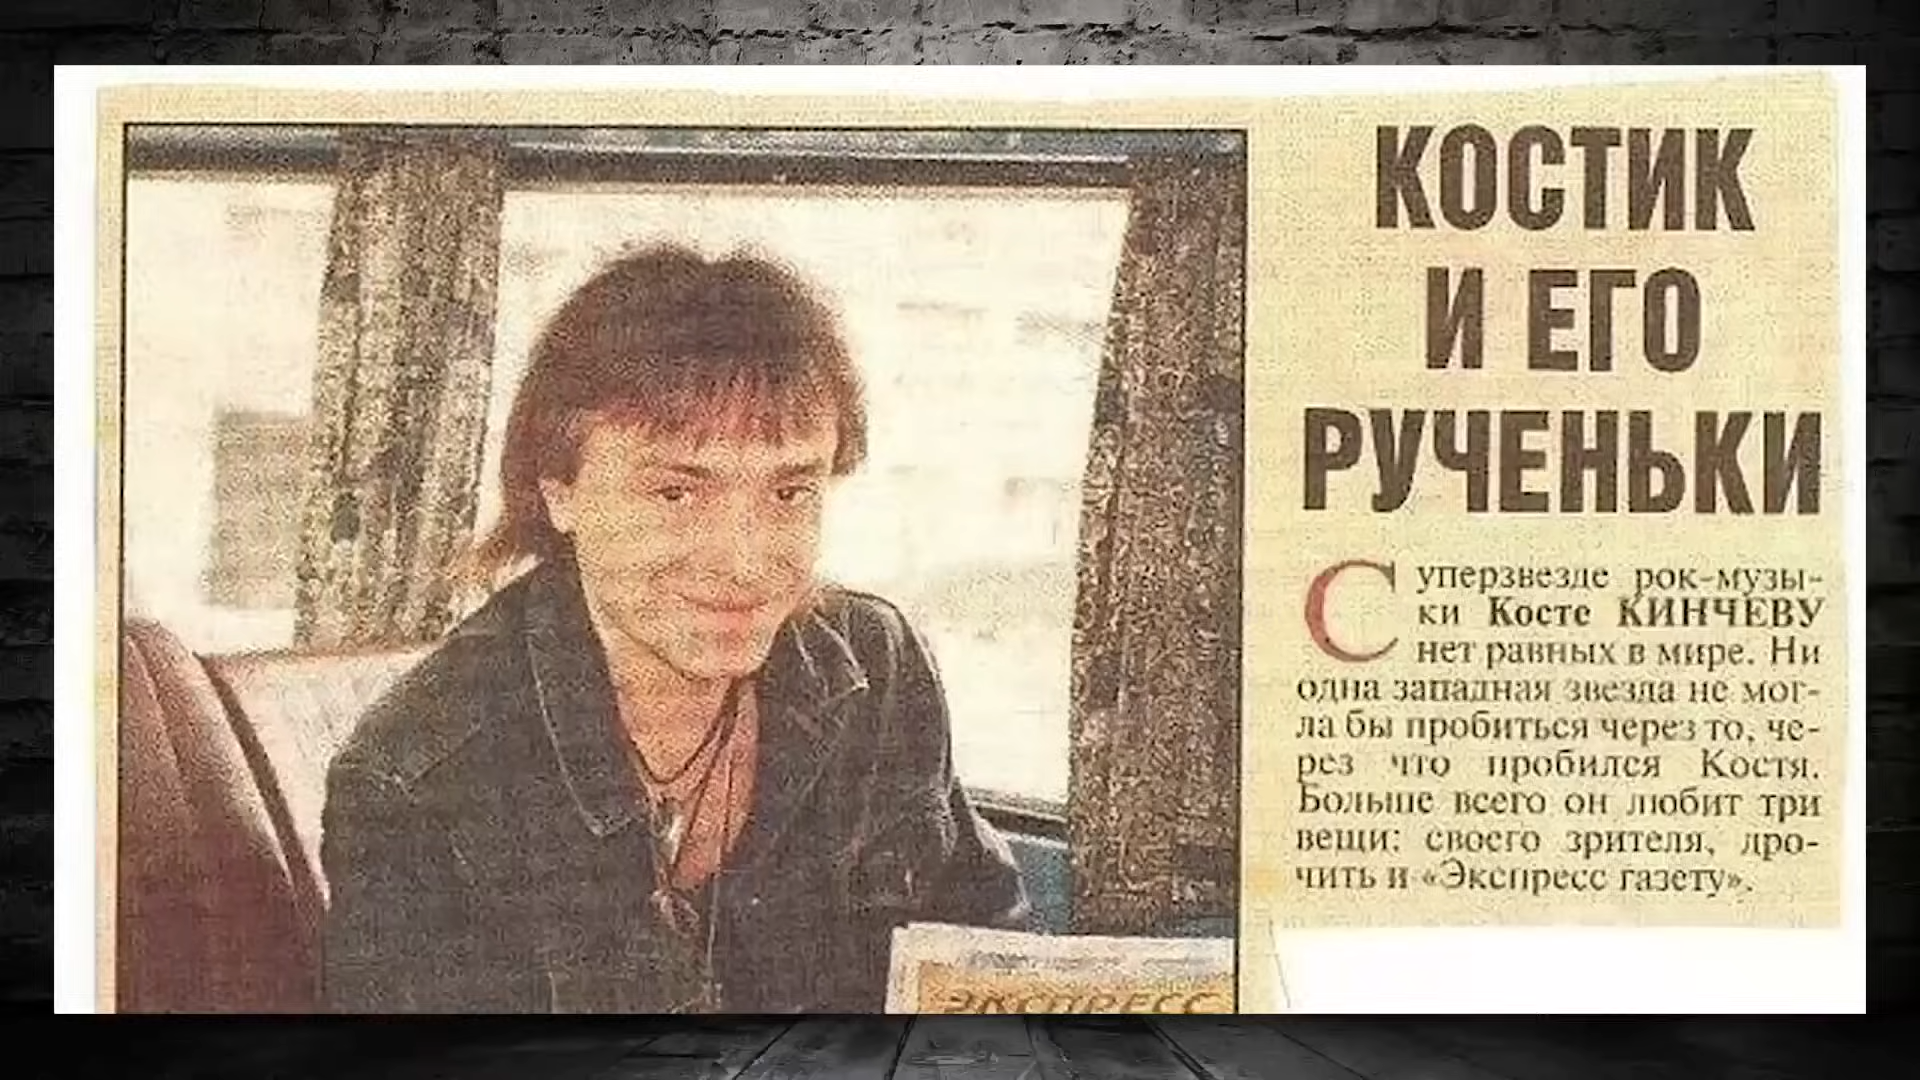 КОСТИК
И ЕГО
РУЧЕНЬКИ
Суперзвезде рок-музы-
ки Косте КИНЧЕВУ
нет равных в мире. Ни
одна западная звезда не мог-
ла бы пробиться через то, че-
рез что пробился Костя.
Больше всего он любит три
вещи: своего зрителя, дро-
чить и «Экспресс газету».
ЭКСПРЕСС